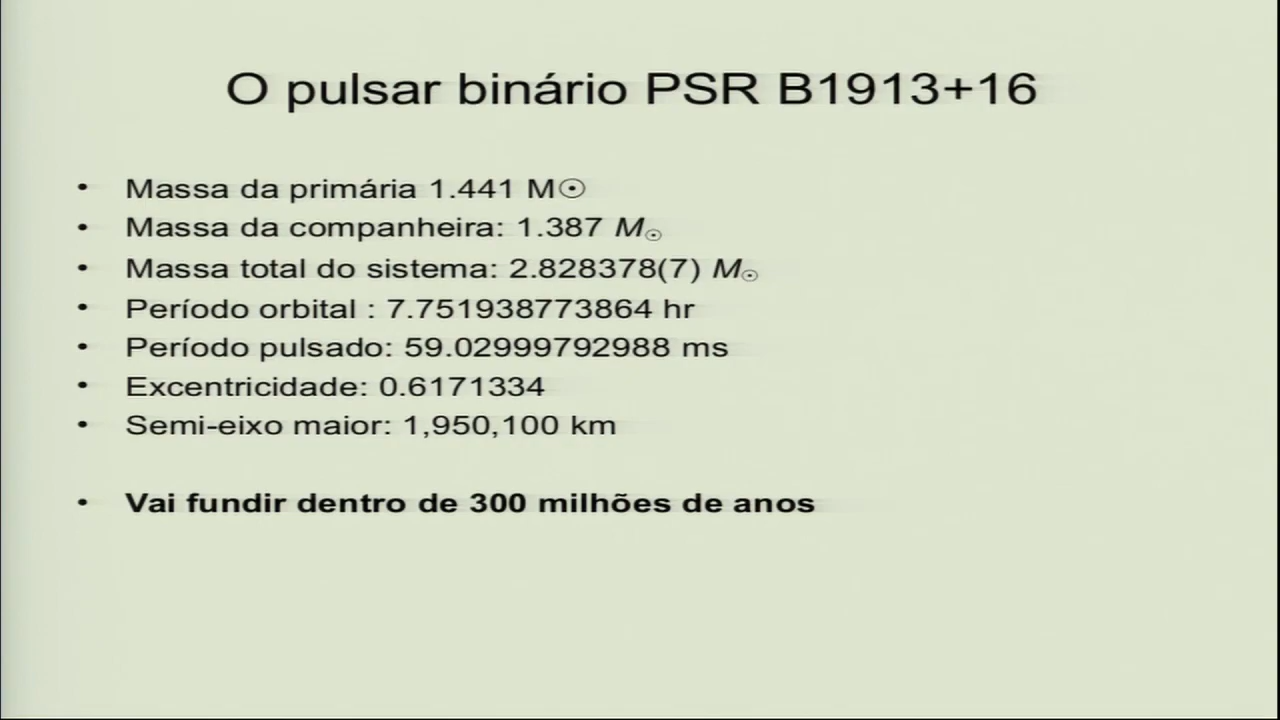 O pulsar binário PSR B1913+16
• Massa da primária 1.441 M☉
• Massa da companheira: 1.387 M☉
• Massa total do sistema: 2.828378(7) M☉
• Período orbital : 7.751938773864 hr
• Período pulsado: 59.02999792988 ms
• Excentricidade: 0.6171334
• Semi-eixo maior: 1,950,100 km
• Vai fundir dentro de 300 milhões de anos